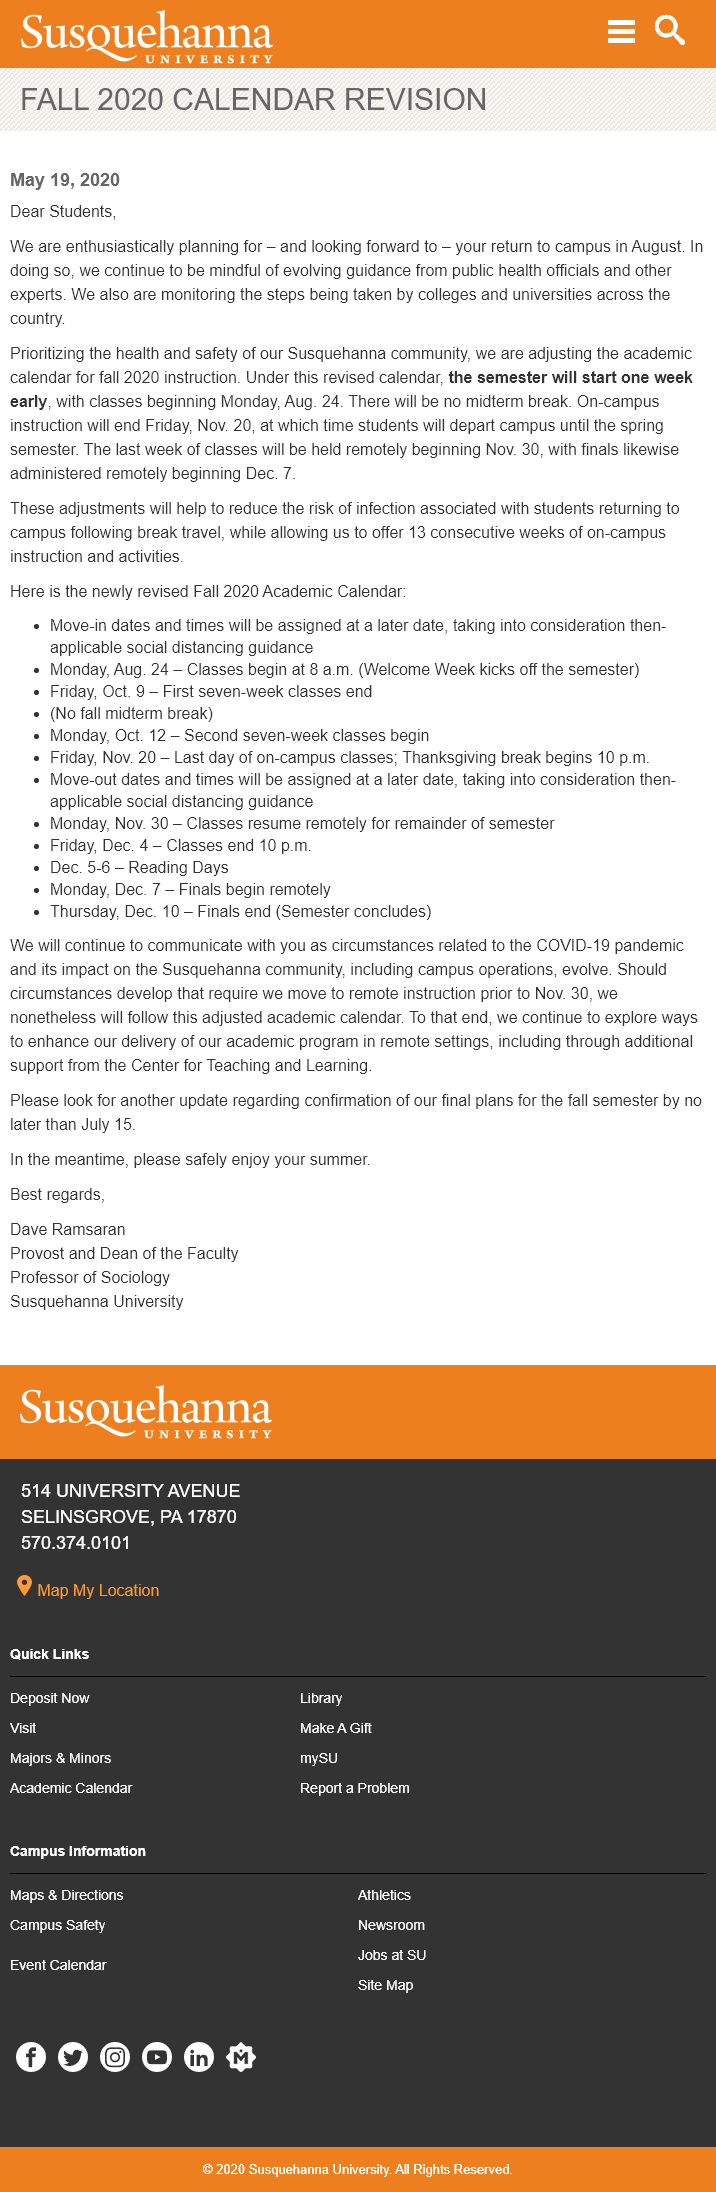 Susquehanna
UNIVERSITY
FALL 2020 CALENDAR REVISION
May 19, 2020
Dear Students,
We are enthusiastically planning for – and looking forward to – your return to campus in August. In
doing so, we continue to be mindful of evolving guidance from public health officials and other
experts. We also are monitoring the steps being taken by colleges and universities across the
country.
Prioritizing the health and safety of our Susquehanna community, we are adjusting the academic
calendar for fall 2020 instruction. Under this revised calendar, the semester will start one week
early, with classes beginning Monday, Aug. 24. There will be no midterm break. On-campus
instruction will end Friday, Nov. 20, at which time students will depart campus until the spring
semester. The last week of classes will be held remotely beginning Nov. 30, with finals likewise
administered remotely beginning Dec. 7.
These adjustments will help to reduce the risk of infection associated with students returning to
campus following break travel, while allowing us to offer 13 consecutive weeks of on-campus
instruction and activities.
Here is the newly revised Fall 2020 Academic Calendar:
• Move-in dates and times will be assigned at a later date, taking into consideration then-
applicable social distancing guidance
• Monday, Aug. 24 – Classes begin at 8 a.m. (Welcome Week kicks off the semester)
• Friday, Oct. 9 – First seven-week classes end
• (No fall midterm break)
• Monday, Oct. 12 – Second seven-week classes begin
• Friday, Nov. 20 – Last day of on-campus classes; Thanksgiving break begins 10 p.m.
• Move-out dates and times will be assigned at a later date, taking into consideration then-
applicable social distancing guidance
• Monday, Nov. 30 – Classes resume remotely for remainder of semester
• Friday, Dec. 4 – Classes end 10 p.m.
• Dec. 5-6 – Reading Days
• Monday, Dec. 7 – Finals begin remotely
• Thursday, Dec. 10 – Finals end (Semester concludes)
We will continue to communicate with you as circumstances related to the COVID-19 pandemic
and its impact on the Susquehanna community, including campus operations, evolve. Should
circumstances develop that require we move to remote instruction prior to Nov. 30, we
nonetheless will follow this adjusted academic calendar. To that end, we continue to explore ways
to enhance our delivery of our academic program in remote settings, including through additional
support from the Center for Teaching and Learning.
Please look for another update regarding confirmation of our final plans for the fall semester by no
later than July 15.
In the meantime, please safely enjoy your summer.
Best regards,
Dave Ramsaran
Provost and Dean of the Faculty
Professor of Sociology
Susquehanna University
Susquehanna
UNIVERSITY
514 UNIVERSITY AVENUE
SELINSGROVE, PA 17870
570.374.0101
Map My Location
Quick Links
Deposit Now
Visit
Majors & Minors
Academic Calendar
Library
Make A Gift
mySU
Report a Problem
Campus Information
Maps & Directions
Campus Safety
Event Calendar
Athletics
Newsroom
Jobs at SU
Site Map
© 2020 Susquehanna University. All Rights Reserved.